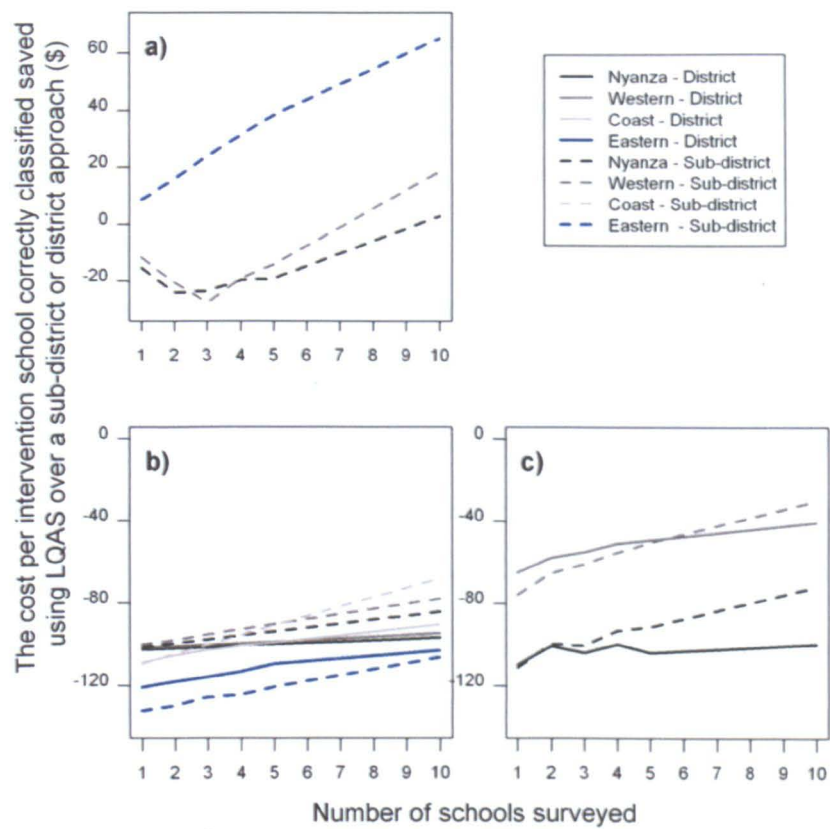 The cost per intervention school correctly classified saved
using LQAS over a sub-district or district approach ($)
a)
60
40
20
0
-20
1 2 3 4 5 6 7 8 9 10
Nyanza - District
Western - District
Coast - District
Eastern - District
Nyanza - Sub-district
Western - Sub-district
Coast - Sub-district
Eastern - Sub-district
b)
0
-40
-80
-120
1 2 3 4 5 6 7 8 9 10
c)
0
-40
-80
-120
1 2 3 4 5 6 7 8 9 10
Number of schools surveyed